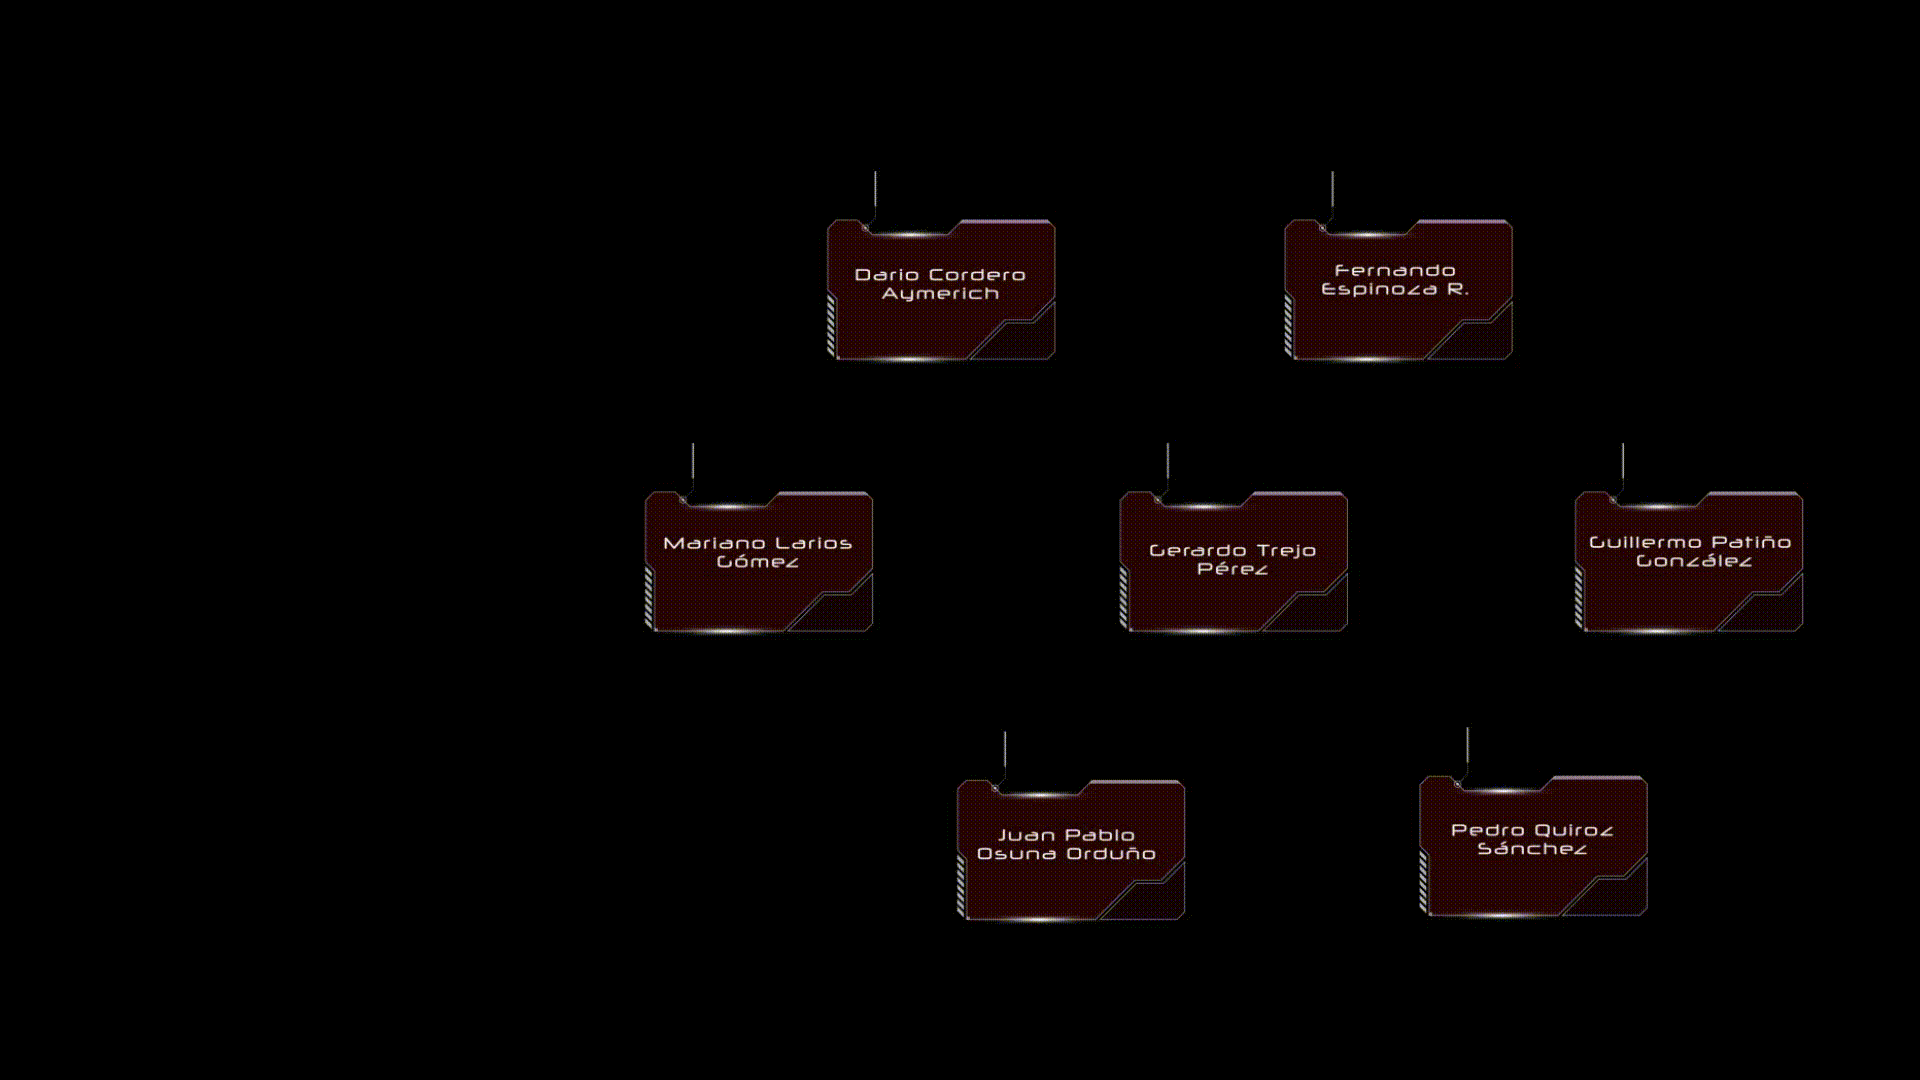 Dario Cordero
Aymerich
Fernando
Espinoza R.
Mariano Larios
Gómez
Gerardo Trejo
Pérez
Guillermo Patiño
González
Juan Pablo
Osuna Orduño
Pedro Quiroz
Sánchez